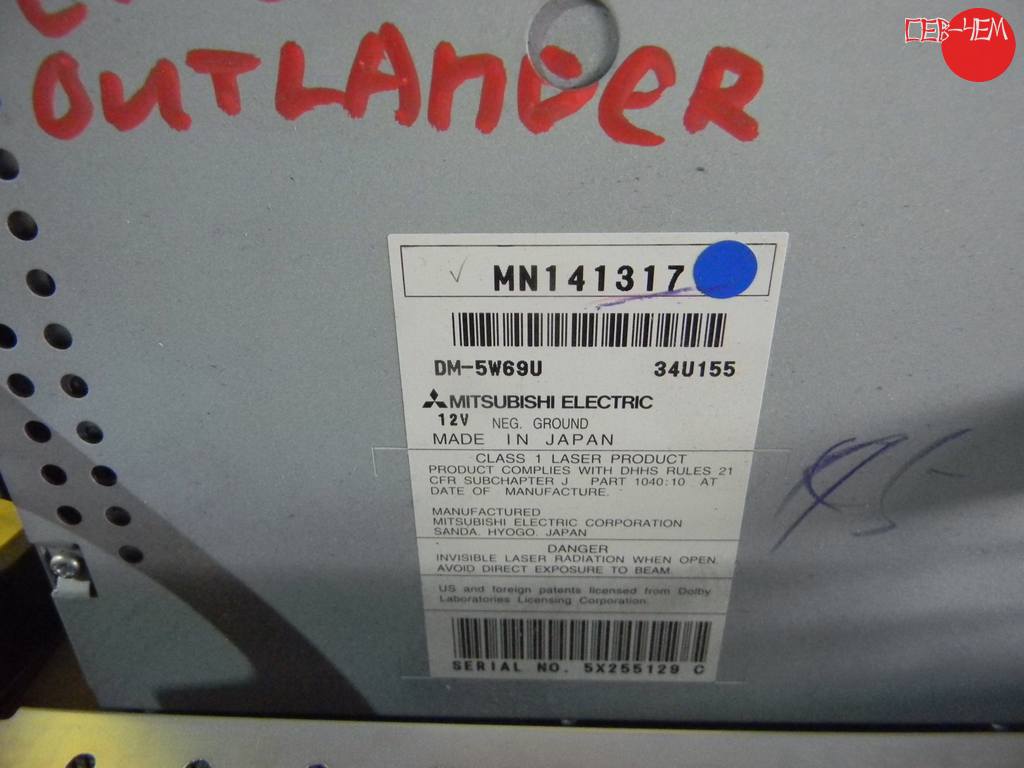 СЕВ-ЧЕМ
OUTLANDER
MN141317
DM-5W69U 34U155
MITSUBISHI ELECTRIC
12V NEG. GROUND
MADE IN JAPAN
CLASS 1 LASER PRODUCT
PRODUCT COMPLIES WITH DHHS RULES 21
CFR SUBCHAPTER J PART 1040:10 AT
DATE OF MANUFACTURE.
MANUFACTURED
MITSUBISHI ELECTRIC CORPORATION
SANDA, HYOGO, JAPAN
DANGER
INVISIBLE LASER RADIATION WHEN OPEN.
AVOID DIRECT EXPOSURE TO BEAM.
US and foreign patents licensed from Dolby
Laboratories Licensing Corporation.
SERIAL NO. 5X255129 C